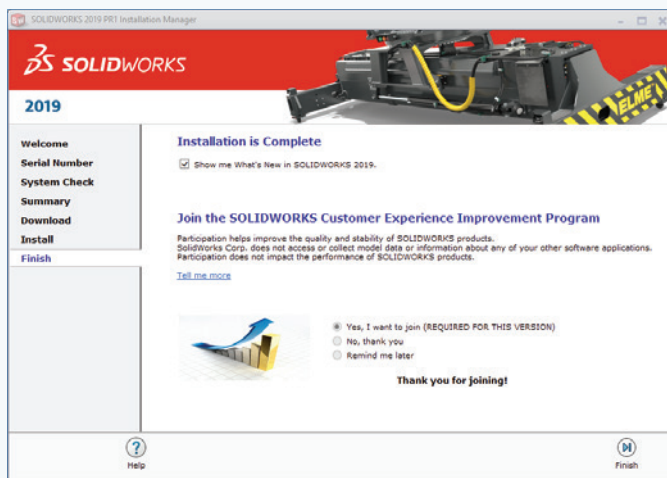 SOLIDWORKS 2019 PR1 Installation Manager
3S SOLIDWORKS
ELME
2019
Welcome
Serial Number
System Check
Summary
Download
Install
Finish
Installation is Complete
Show me What's New in SOLIDWORKS 2019.
Join the SOLIDWORKS Customer Experience Improvement Program
Participation helps improve the quality and stability of SOLIDWORKS products.
SolidWorks Corp. does not access or collect model data or information about any of your other software applications.
Participation does not impact the performance of SOLIDWORKS products.
Tell me more
Yes, I want to join (REQUIRED FOR THIS VERSION)
No, thank you
Remind me later
Thank you for joining!
?
Help
Finish